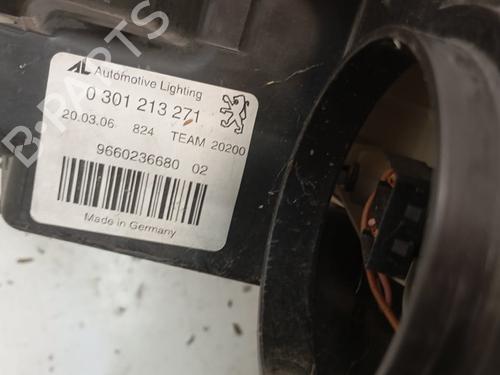 AL Automotive Lighting
0 301 213 271
20.03.06 824 TEAM 20200
9660236680 02
Made in Germany
B-PARTS